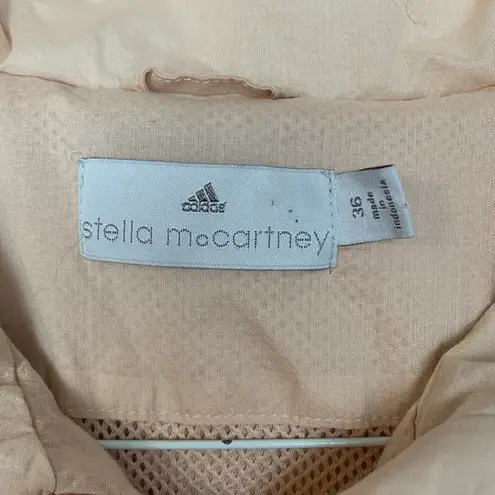 adidas
stella mccartney
36
made
in
indonesia